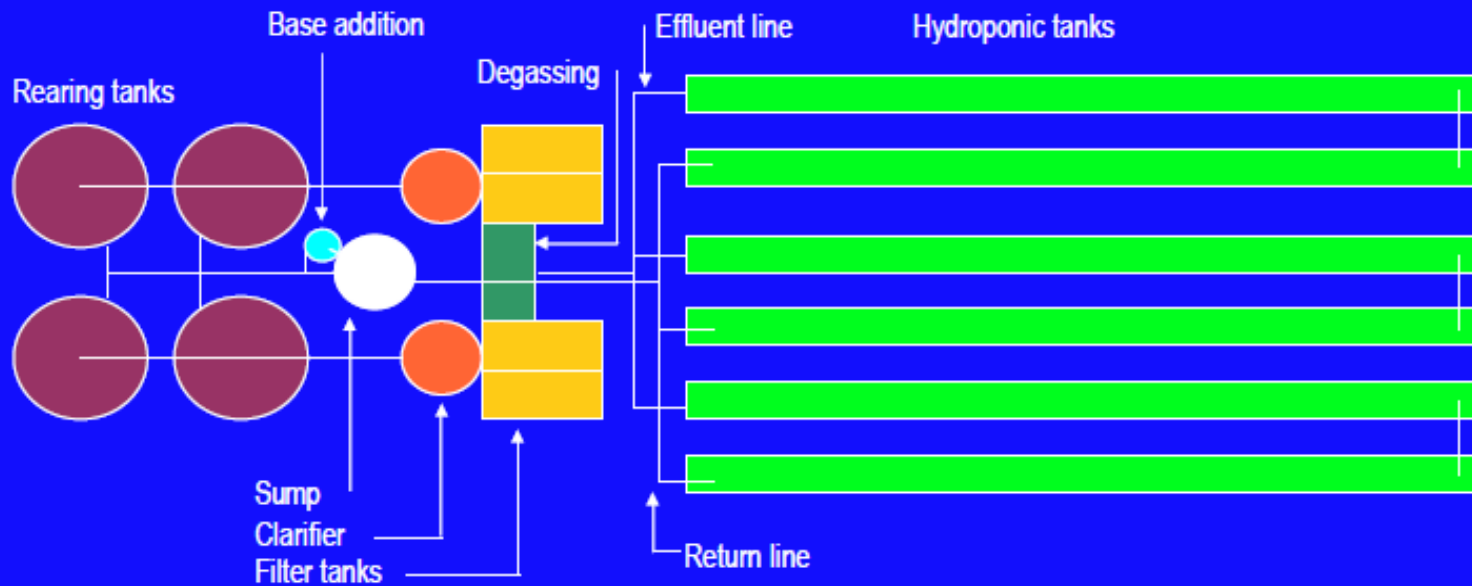 Base addition
Effluent line
Hydroponic tanks
Degassing
Rearing tanks
Sump
Clarifier
Return line
Filter tanks